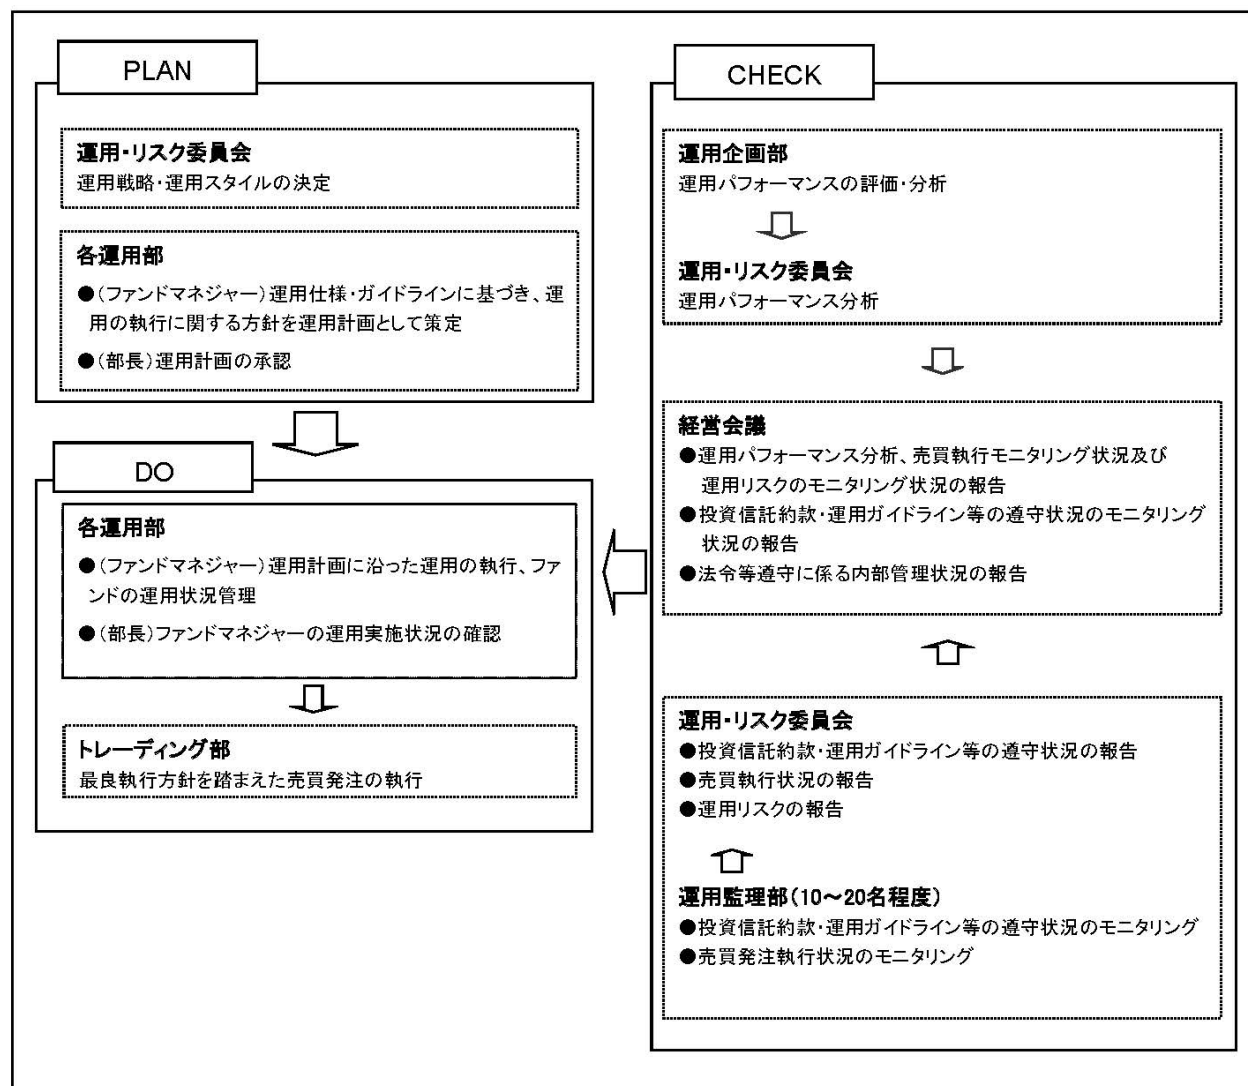 PLAN
運用・リスク委員会
運用戦略・運用スタイルの決定
各運用部
●（ファンドマネジャー）運用仕様・ガイドラインに基づき、運
用の執行に関する方針を運用計画として策定
●（部長）運用計画の承認
DO
各運用部
●（ファンドマネジャー）運用計画に沿った運用の執行、ファ
ンドの運用状況管理
●（部長）ファンドマネジャーの運用実施状況の確認
トレーディング部
最良執行方針を踏まえた売買発注の執行
CHECK
運用企画部
運用パフォーマンスの評価・分析
運用・リスク委員会
運用パフォーマンス分析
経営会議
●運用パフォーマンス分析、売買執行モニタリング状況及び
運用リスクのモニタリング状況の報告
●投資信託約款・運用ガイドライン等の遵守状況のモニタリング
状況の報告
●法令等遵守に係る内部管理状況の報告
運用・リスク委員会
●投資信託約款・運用ガイドライン等の遵守状況の報告
●売買執行状況の報告
●運用リスクの報告
運用監理部（10～20名程度）
●投資信託約款・運用ガイドライン等の遵守状況のモニタリング
●売買発注執行状況のモニタリング